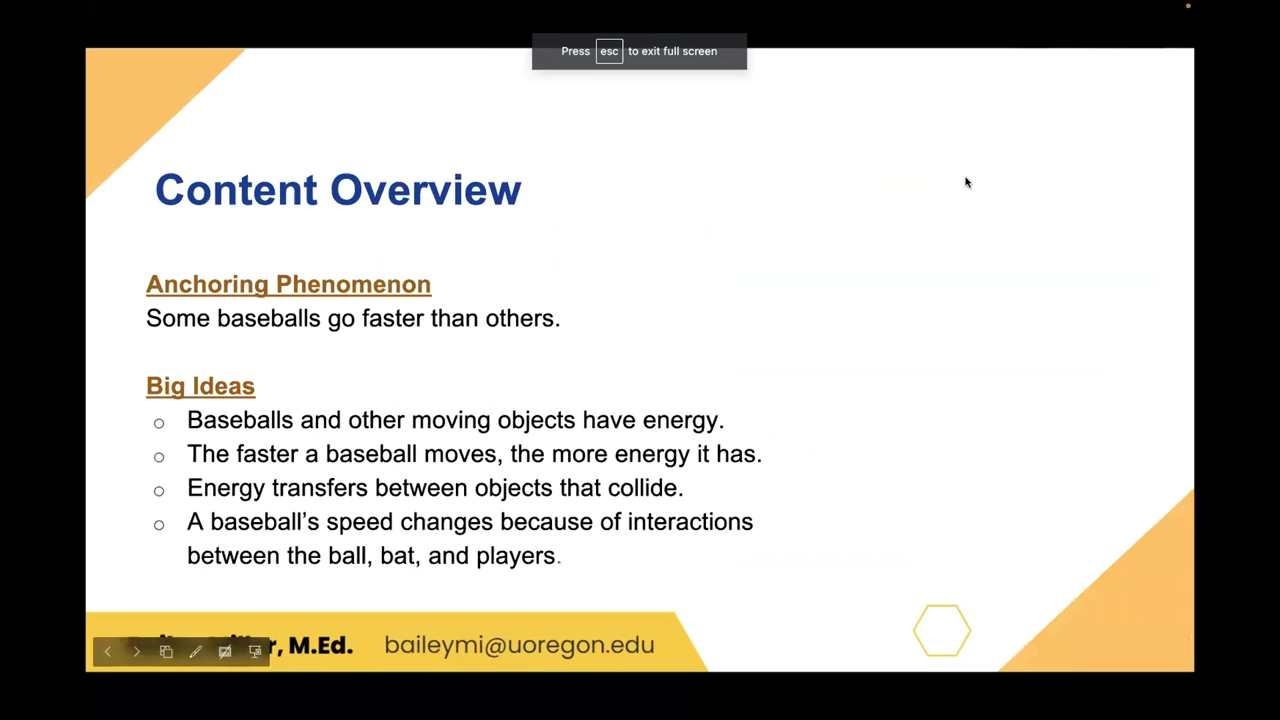 Press esc to exit full screen
Content Overview
Anchoring Phenomenon
Some baseballs go faster than others.
Big Ideas
○ Baseballs and other moving objects have energy.
○ The faster a baseball moves, the more energy it has.
○ Energy transfers between objects that collide.
○ A baseball’s speed changes because of interactions
between the ball, bat, and players.
M.Ed. baileymi@uoregon.edu